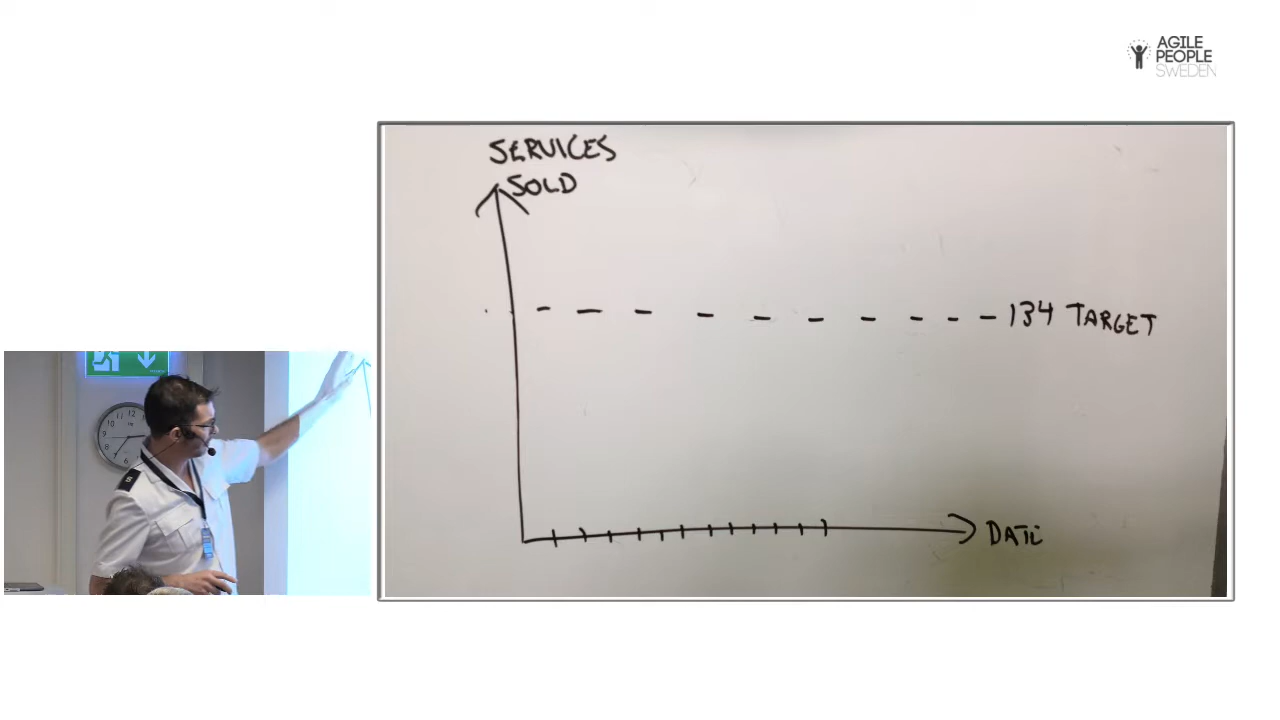 AGILE
PEOPLE
SWEDEN
SERVICES
SOLD
134 TARGET
DATE